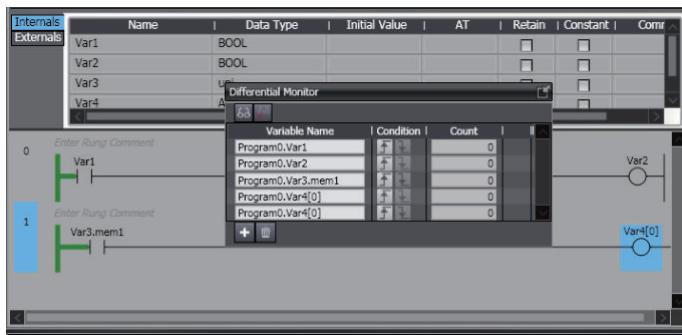 Internals
Externals
Name Data Type Initial Value AT Retain Constant
Var1 BOOL
Var2 BOOL
Var3
Var4
Differential Monitor
Variable Name Condition Count
Program0.Var1 0
Program0.Var2 0
Program0.Var3.mem1 0
Program0.Var4[0] 0
Program0.Var4[0] 0
0 Enter Rung Comment
Var1 Var2
1 Enter Rung Comment
Var3.mem1 Var4[0]